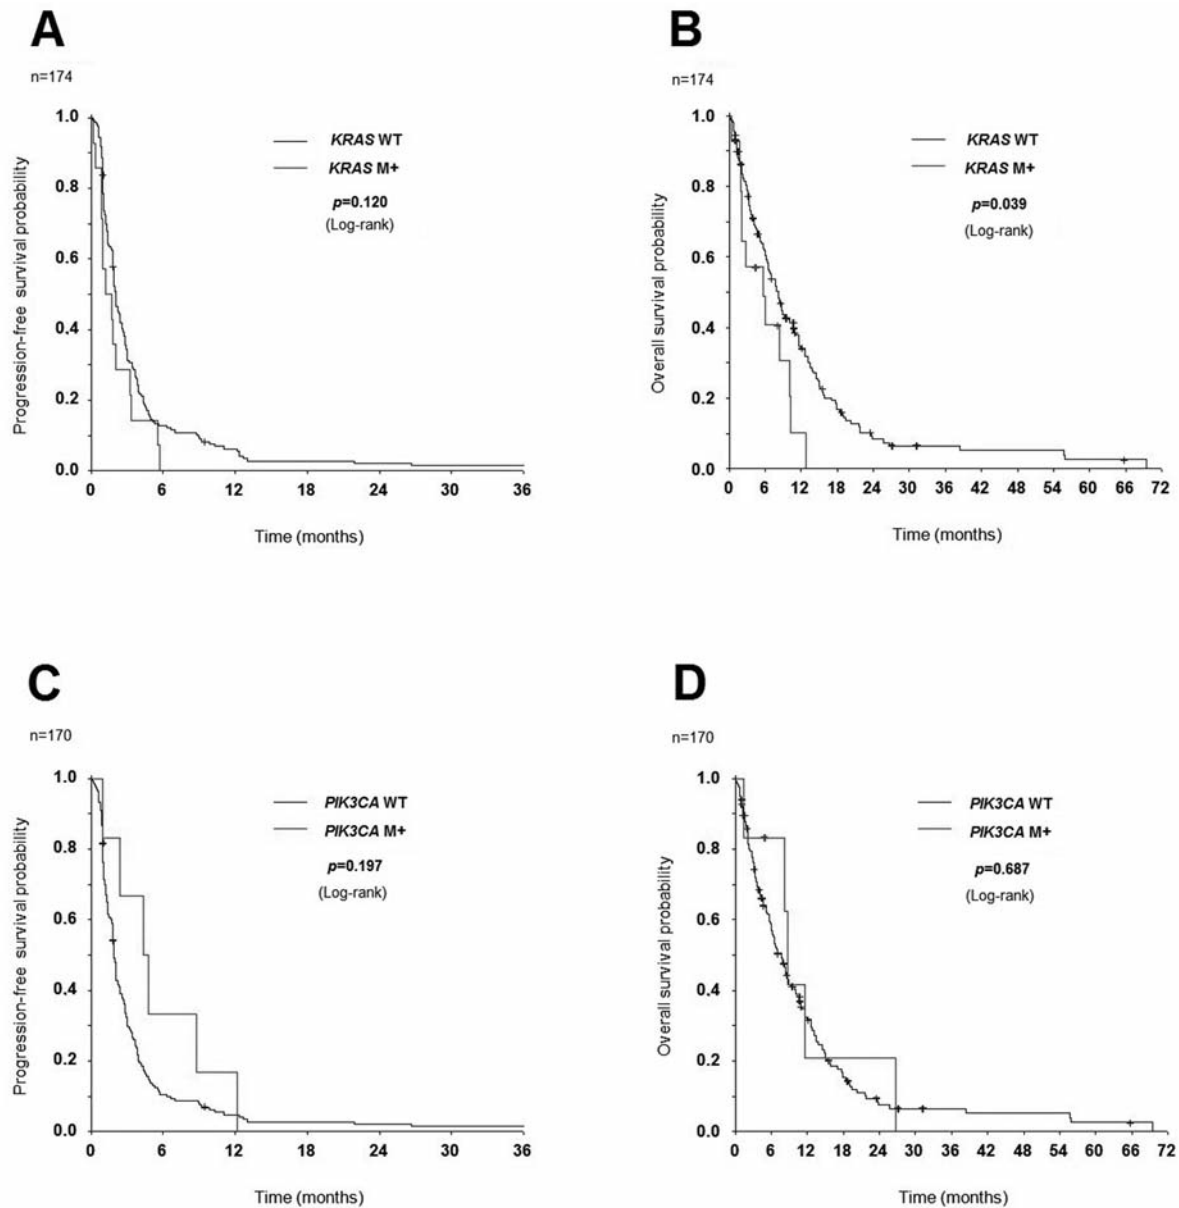 A
n=174
Progression-free survival probability
1.0
0.8
0.6
0.4
0.2
0.0
0 6 12 18 24 30 36
Time (months)
KRAS WT
KRAS M+
p=0.120
(Log-rank)
B
n=174
Overall survival probability
1.0
0.8
0.6
0.4
0.2
0.0
0 6 12 18 24 30 36 42 48 54 60 66 72
Time (months)
KRAS WT
KRAS M+
p=0.039
(Log-rank)
C
n=170
Progression-free survival probability
1.0
0.8
0.6
0.4
0.2
0.0
0 6 12 18 24 30 36
Time (months)
PIK3CA WT
PIK3CA M+
p=0.197
(Log-rank)
D
n=170
Overall survival probability
1.0
0.8
0.6
0.4
0.2
0.0
0 6 12 18 24 30 36 42 48 54 60 66 72
Time (months)
PIK3CA WT
PIK3CA M+
p=0.687
(Log-rank)